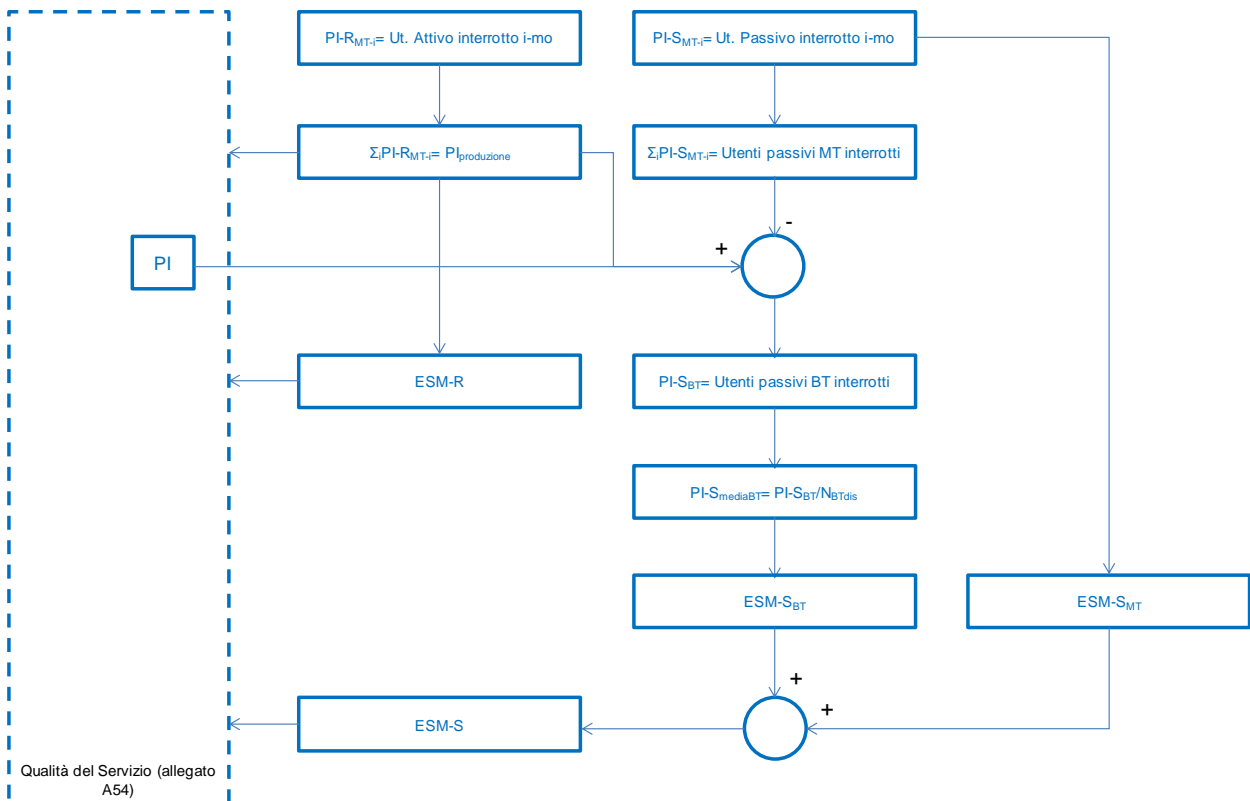 PI-R_MT-i= Ut. Attivo interrotto i-mo
PI-S_MT-i= Ut. Passivo interrotto i-mo
Σ_iPI-R_MT-i= PI_produzione
Σ_iPI-S_MT-i= Utenti passivi MT interrotti
-
+
PI
ESM-R
PI-S_BT= Utenti passivi BT interrotti
PI-S_mediaBT= PI-S_BT/N_BTdis
ESM-S_BT
ESM-S_MT
+
+
ESM-S
Qualità del Servizio (allegato
A54)